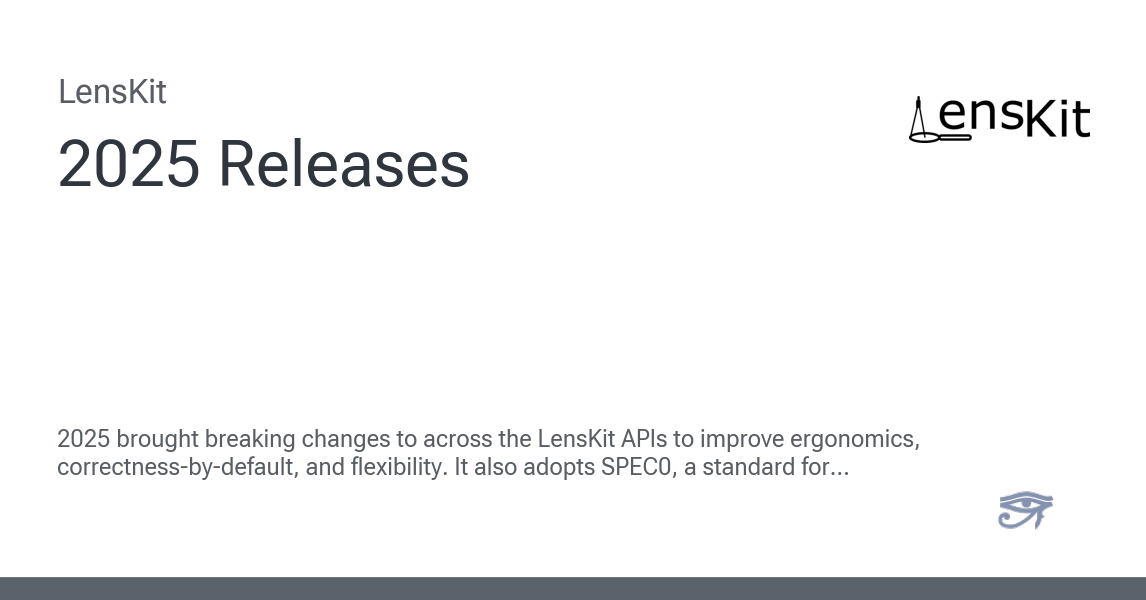 LensKit
LensKit
2025 Releases
2025 brought breaking changes to across the LensKit APIs to improve ergonomics,
correctness-by-default, and flexibility. It also adopts SPEC0, a standard for...